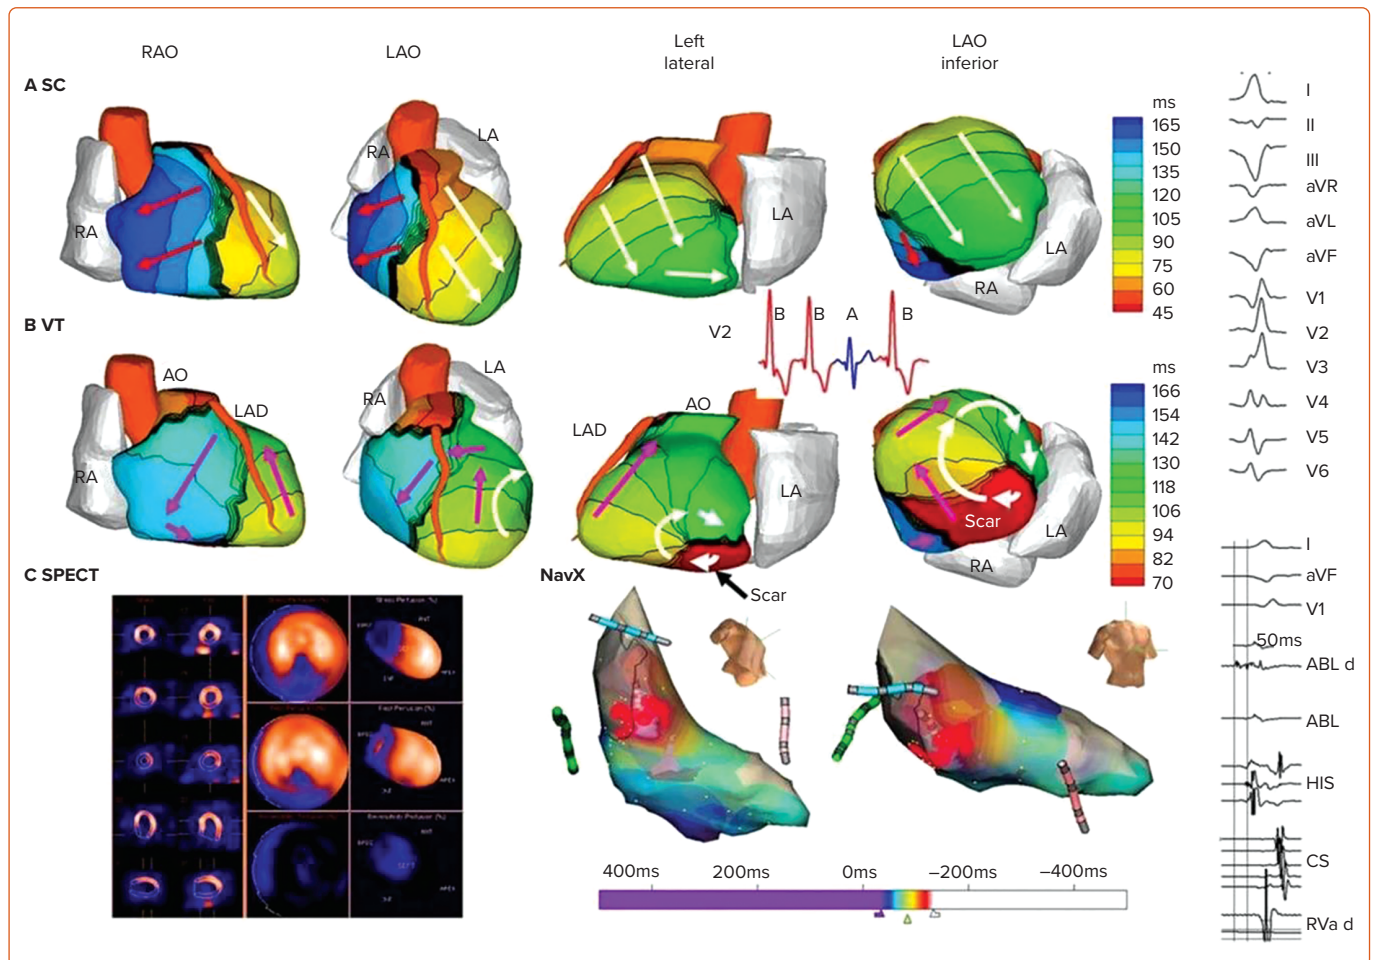 RAO
LAO
Left
lateral
LAO
inferior
A SC
RA
RA
LA
LA
LA
RA
ms
165
150
135
120
105
90
75
60
45
B VT
V2
B
B
A
B
AO
LAD
RA
RA
LA
LAD
AO
LA
Scar
Scar
LA
RA
ms
166
154
142
130
118
106
94
82
70
I
II
III
aVR
aVL
aVF
V1
V2
V3
V4
V5
V6
C SPECT
NavX
400ms
200ms
0ms
−200ms
−400ms
I
aVF
V1
50ms
ABL d
ABL
HIS
CS
RVa d